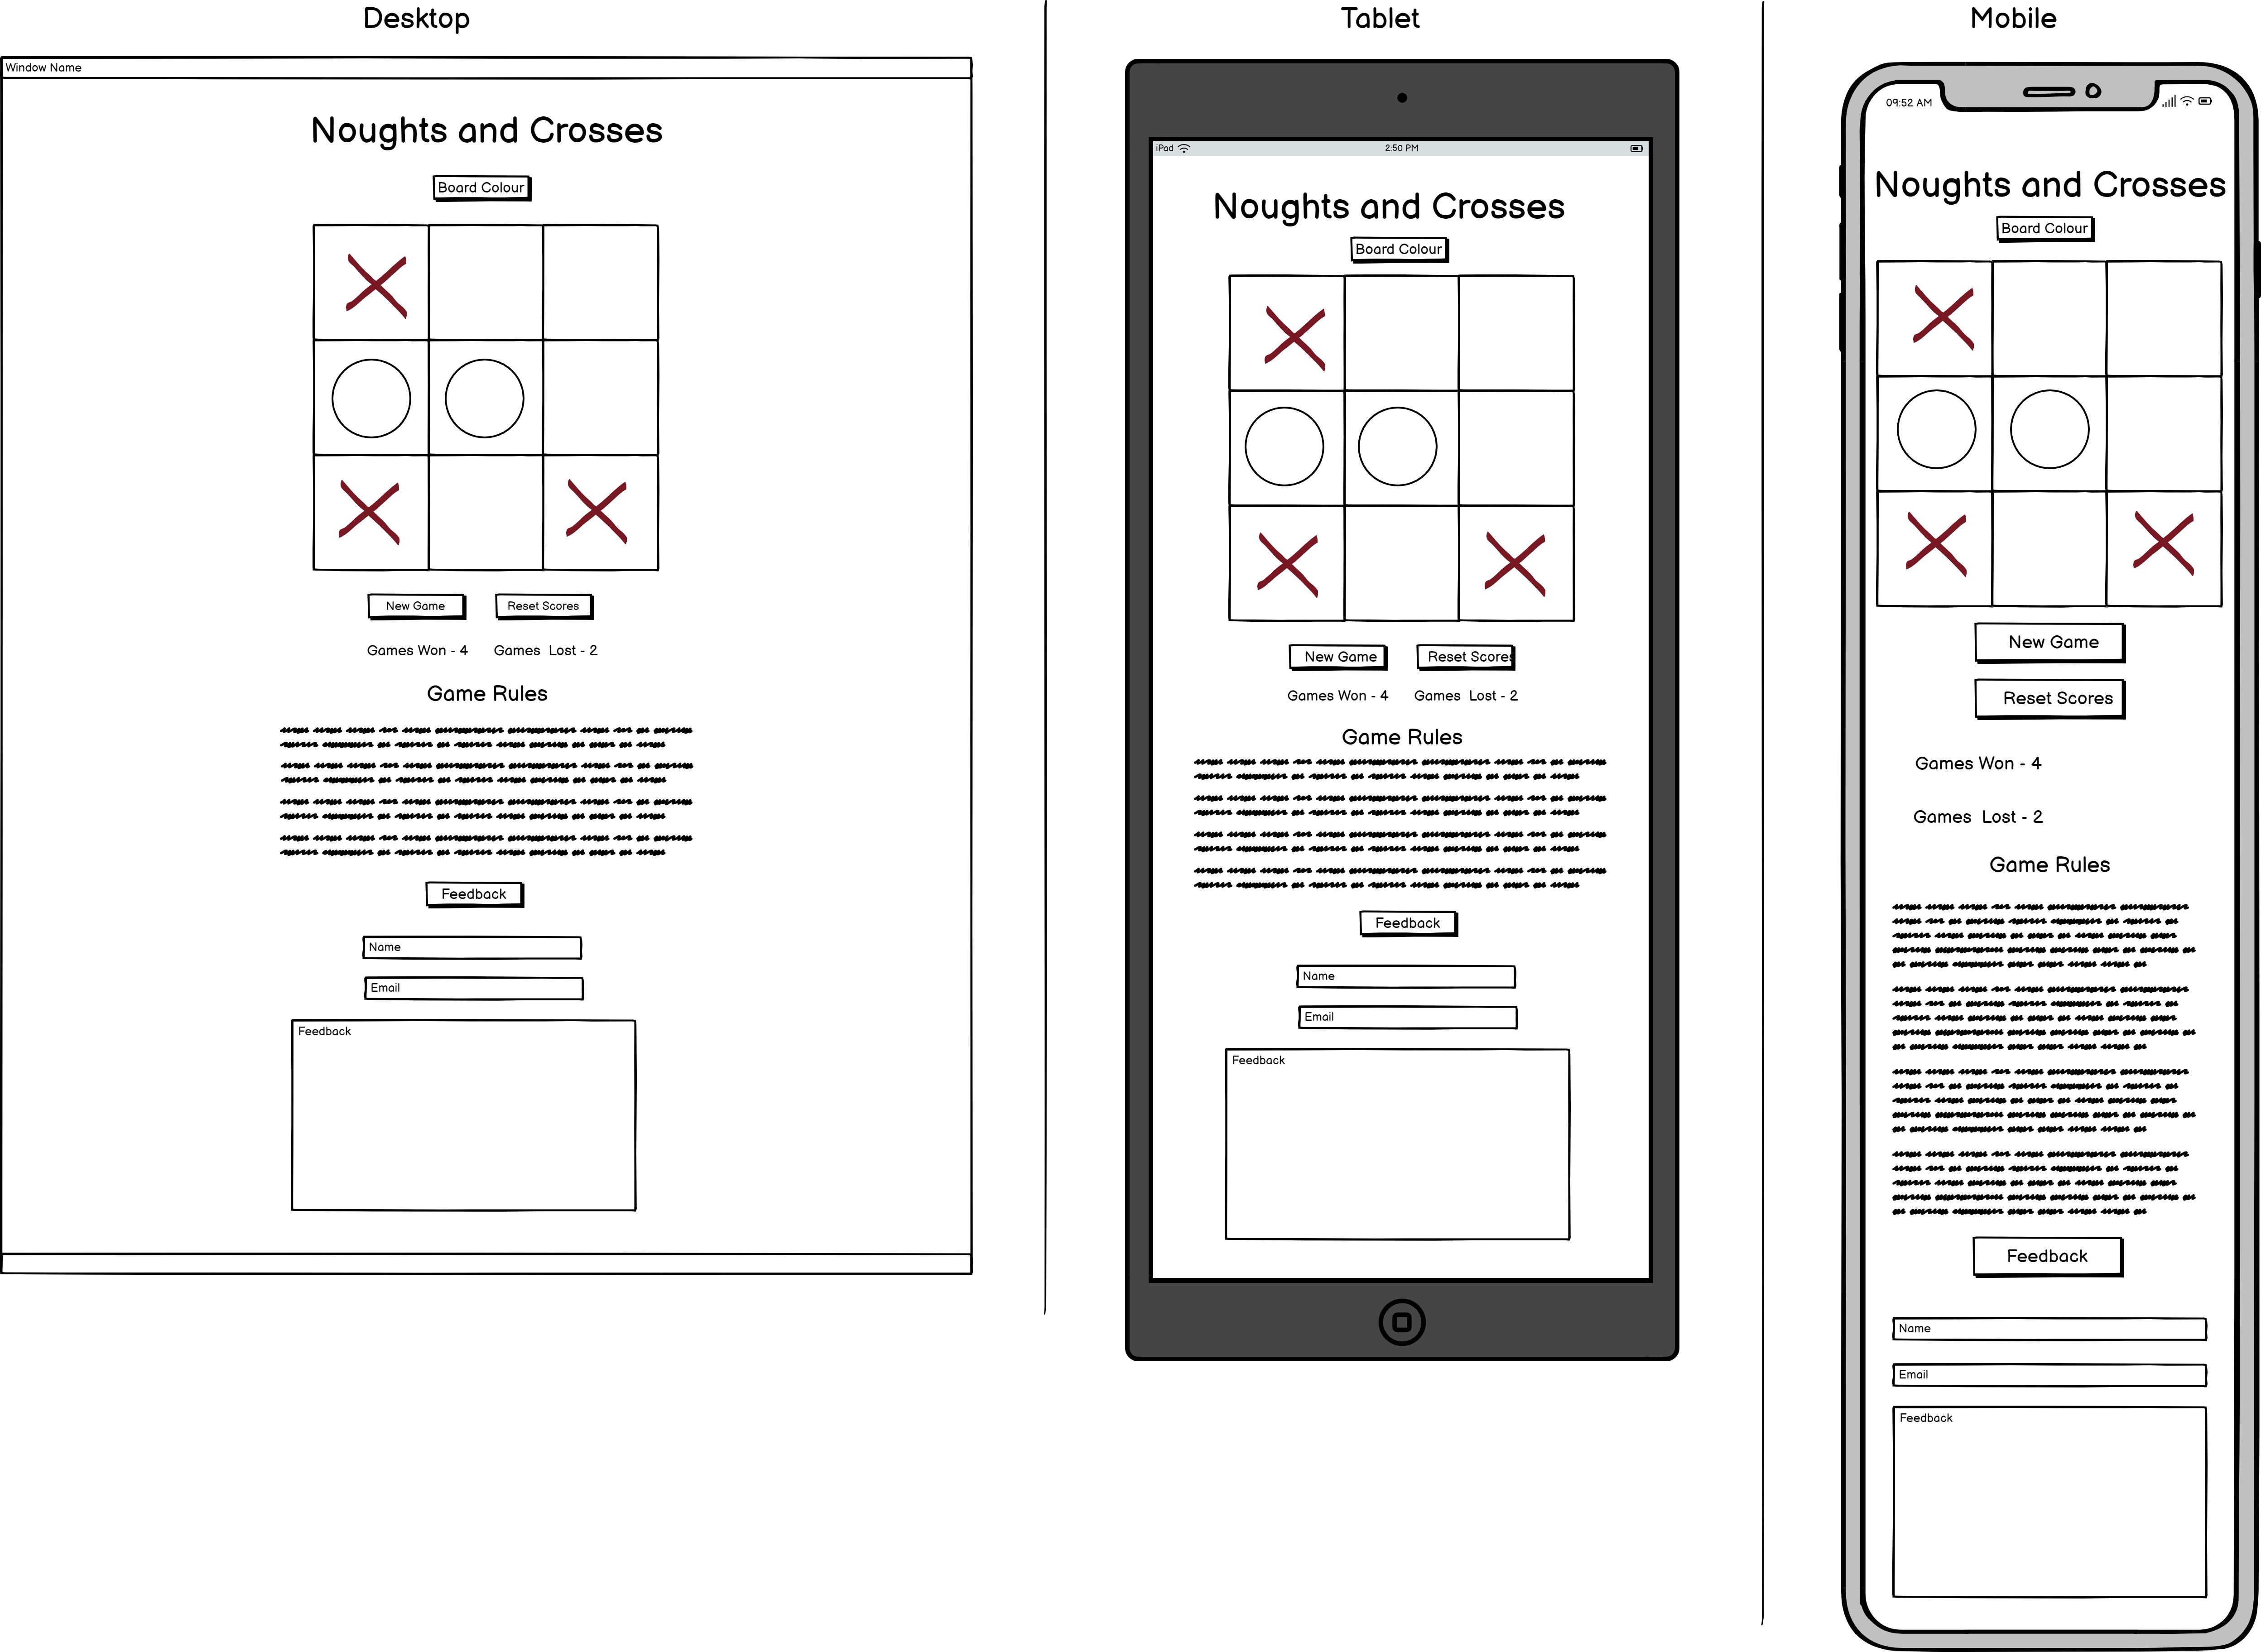 Desktop
Window Name
Noughts and Crosses
Board Colour
New Game
Reset Scores
Games Won - 4
Games Lost - 2
Game Rules
Feedback
Name
Email
Feedback
Tablet
iPad
2:50 PM
Noughts and Crosses
Board Colour
New Game
Reset Scores
Games Won - 4
Games Lost - 2
Game Rules
Feedback
Name
Email
Feedback
Mobile
09:52 AM
Noughts and Crosses
Board Colour
New Game
Reset Scores
Games Won - 4
Games Lost - 2
Game Rules
Feedback
Name
Email
Feedback